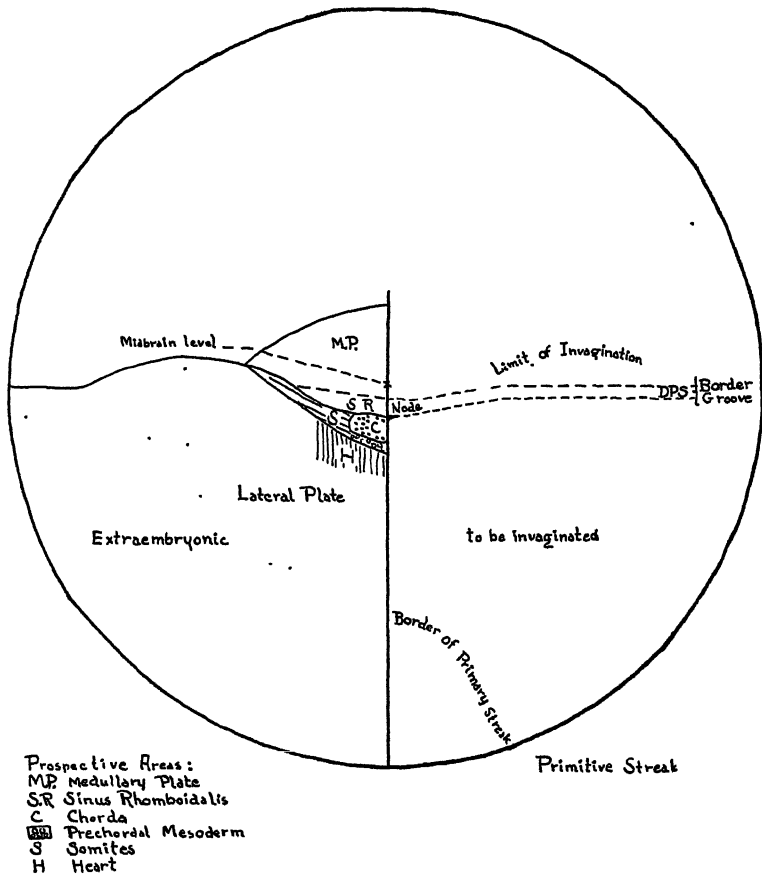 M.P.
Midbrain level
Limit of Invagination
DPS
Border
Groove
S R
Node
S
C
H
Lateral Plate
Extraembryonic
to be invaginated
Border of Primary Streak
Primitive Streak
Prospective Areas:
M.P. Medullary Plate
S.R Sinus Rhomboidalis
C Chorda
Prechordal Mesoderm
S Somites
H Heart